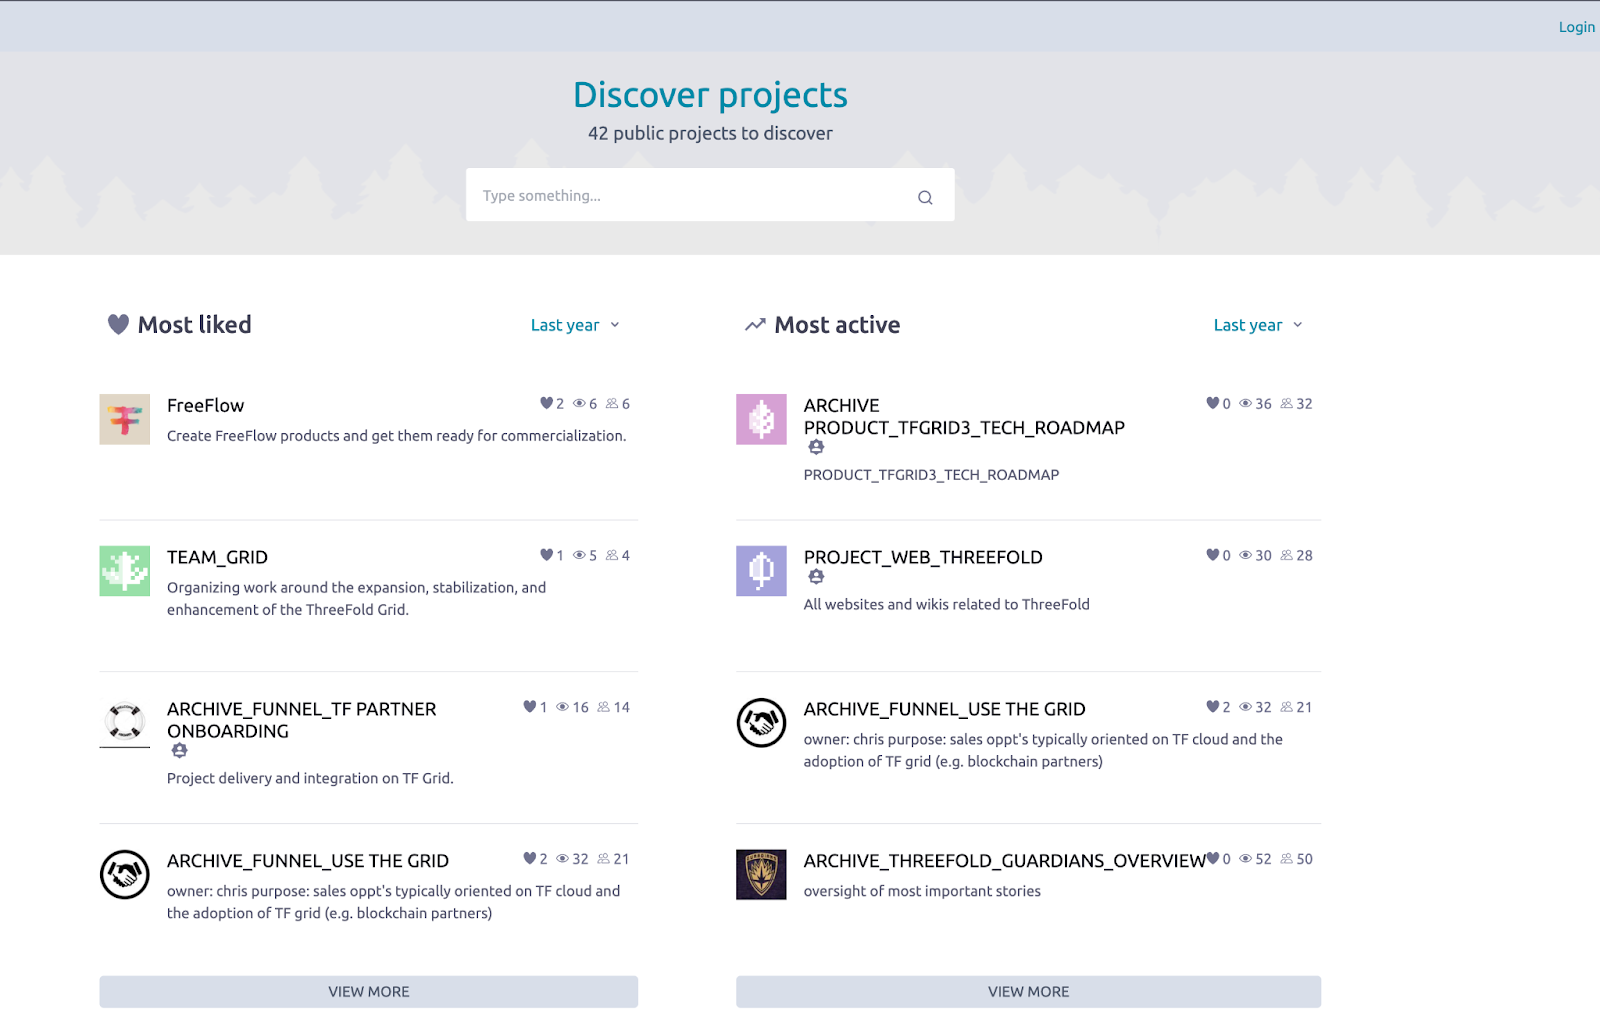 Login
Discover projects
42 public projects to discover
Type something...
Most liked
Last year
FreeFlow
2 6 6
Create FreeFlow products and get them ready for commercialization.
TEAM_GRID
1 5 4
Organizing work around the expansion, stabilization, and
enhancement of the ThreeFold Grid.
ARCHIVE_FUNNEL_TF PARTNER
ONBOARDING
1 16 14
Project delivery and integration on TF Grid.
ARCHIVE_FUNNEL_USE THE GRID
2 32 21
owner: chris purpose: sales oppt's typically oriented on TF cloud and
the adoption of TF grid (e.g. blockchain partners)
VIEW MORE
Most active
Last year
ARCHIVE
PRODUCT_TFGRID3_TECH_ROADMAP
0 36 32
PRODUCT_TFGRID3_TECH_ROADMAP
PROJECT_WEB_THREEFOLD
0 30 28
All websites and wikis related to ThreeFold
ARCHIVE_FUNNEL_USE THE GRID
2 32 21
owner: chris purpose: sales oppt's typically oriented on TF cloud and the
adoption of TF grid (e.g. blockchain partners)
ARCHIVE_THREEFOLD_GUARDIANS_OVERVIEW
0 52 50
oversight of most important stories
VIEW MORE